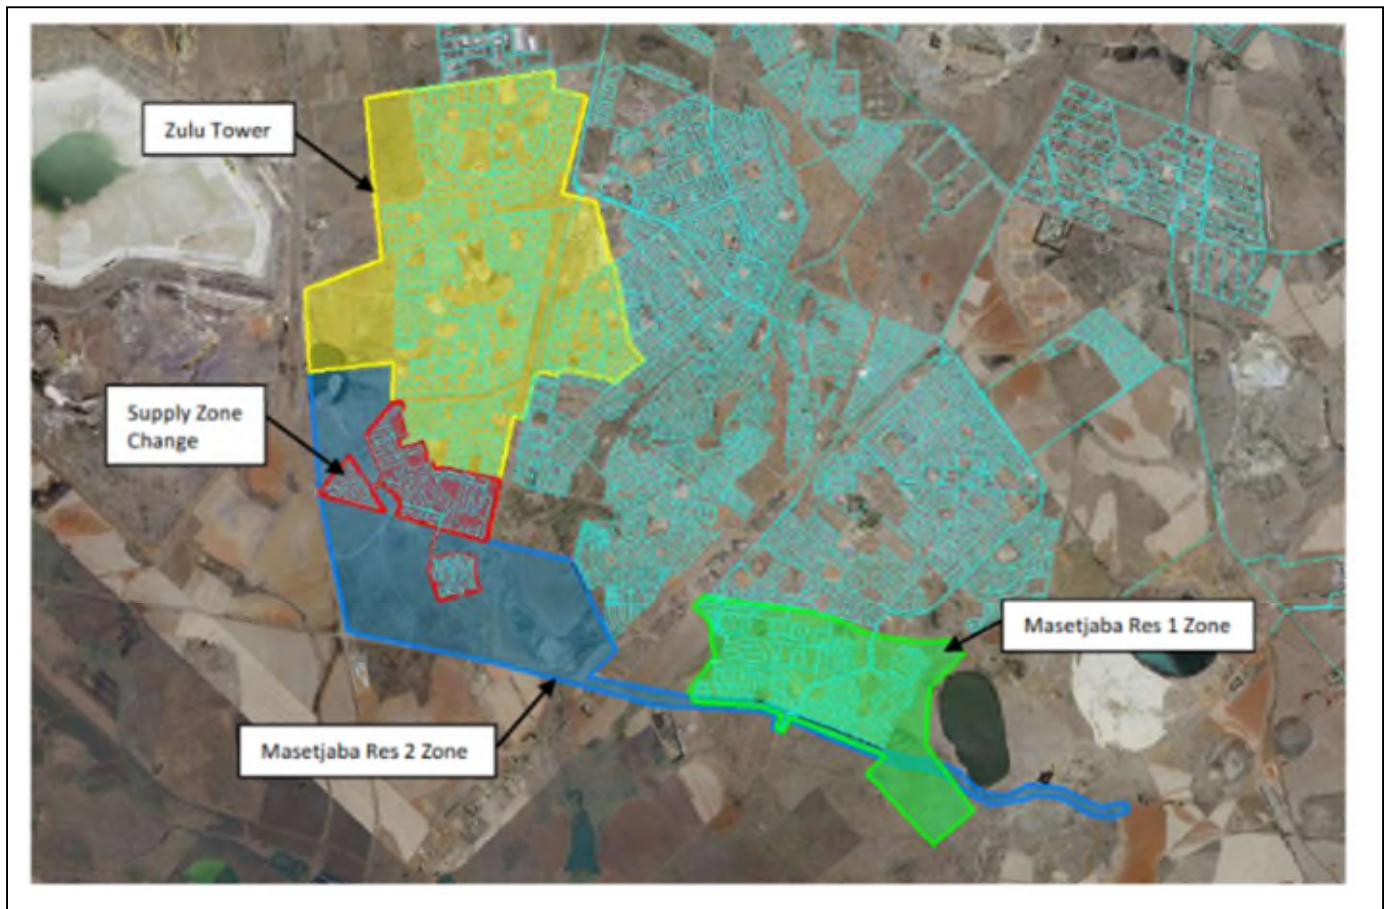 Zulu Tower
Supply Zone
Change
Masetjaba Res 1 Zone
Masetjaba Res 2 Zone